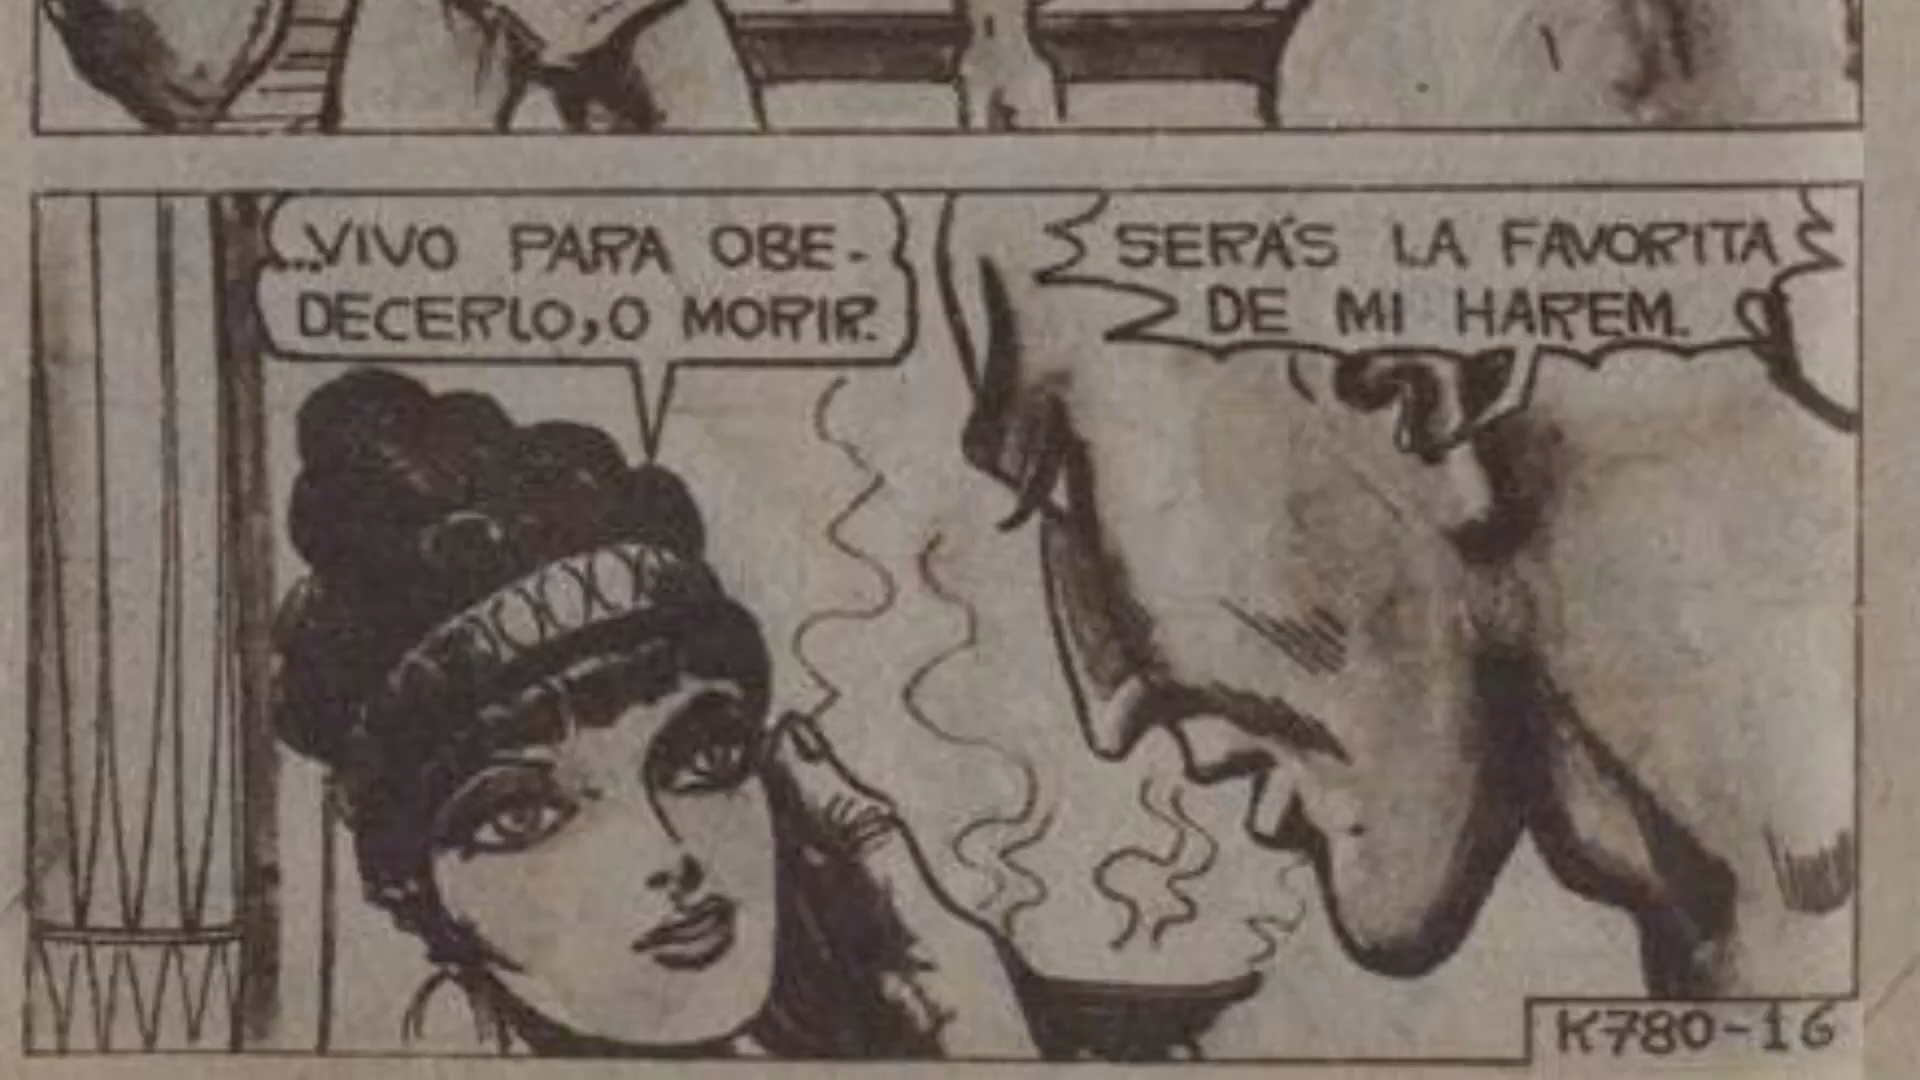 ...VIVO PARA OBE-
DECERLO, O MORIR.
SERÁS LA FAVORITA
DE MI HAREM.
K780-16